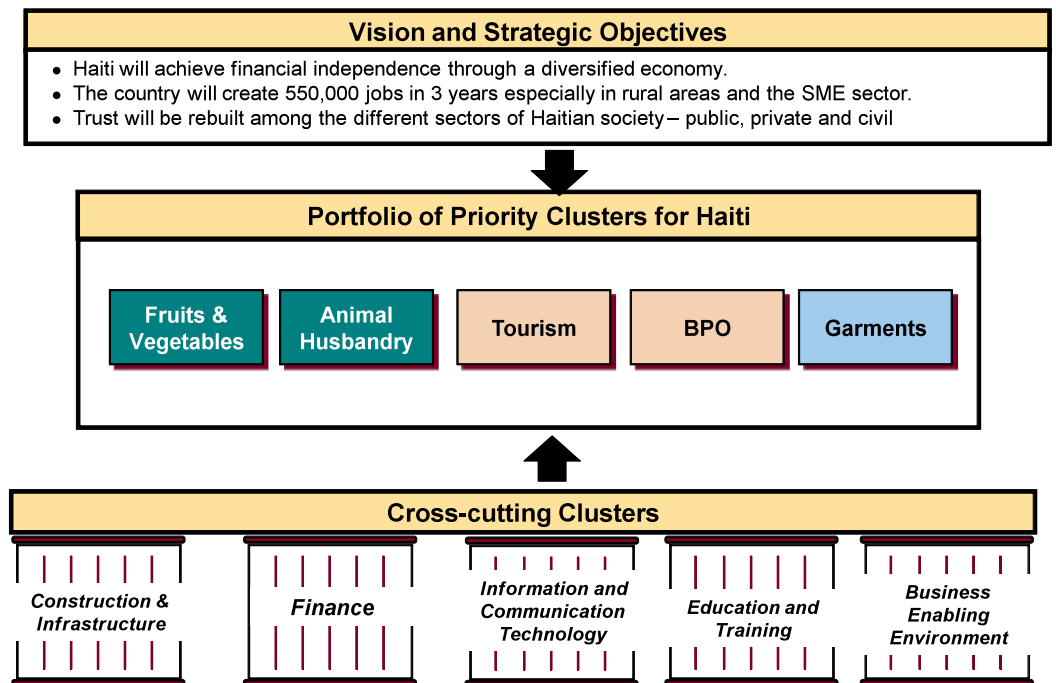 Vision and Strategic Objectives
• Haiti will achieve financial independence through a diversified economy.
• The country will create 550,000 jobs in 3 years especially in rural areas and the SME sector.
• Trust will be rebuilt among the different sectors of Haitian society – public, private and civil
Portfolio of Priority Clusters for Haiti
Fruits &
Vegetables
Animal
Husbandry
Tourism
BPO
Garments
Cross-cutting Clusters
Construction &
Infrastructure
Finance
Information and
Communication
Technology
Education and
Training
Business
Enabling
Environment